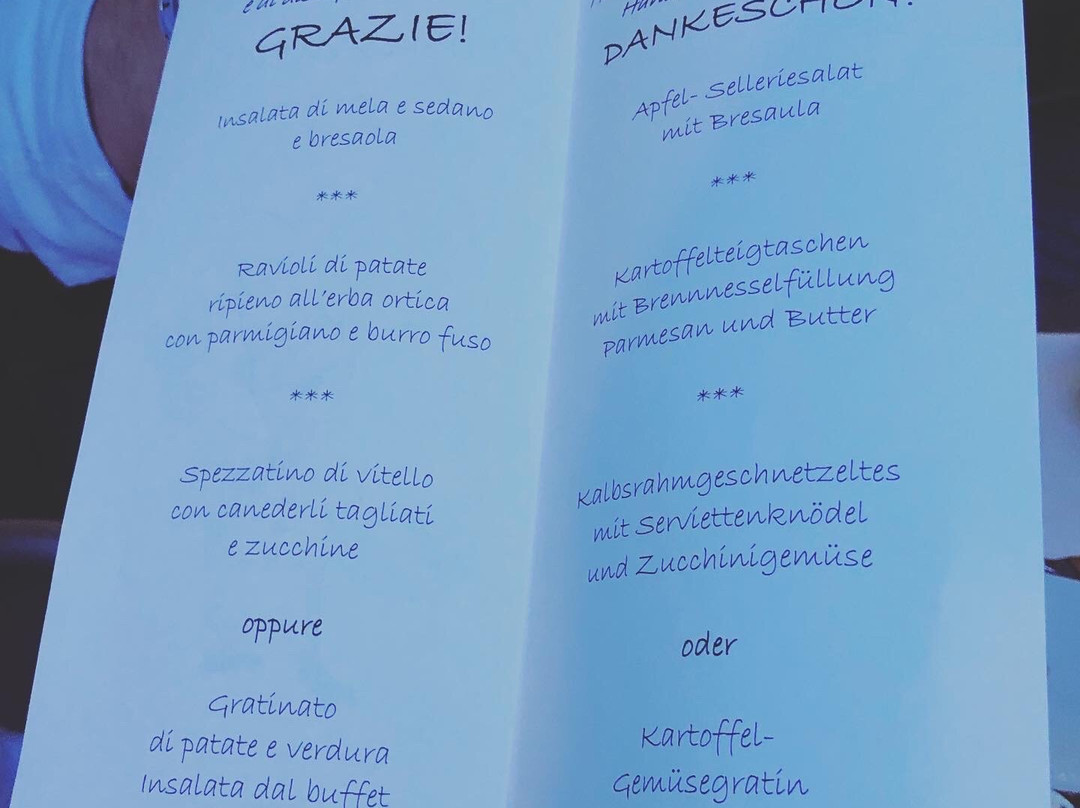 GRAZIE!
Insalata di mela e sedano
e bresaola
***
Ravioli di patate
ripieno all'erba ortica
con parmigiano e burro fuso
***
Spezzatino di vitello
con canederli tagliati
e zucchine
oppure
Gratinato
di patate e verdura
Insalata dal buffet
DANKESCHÖN!
Apfel- Selleriesalat
mit Bresaula
***
Kartoffelteigtaschen
mit Brennnesselfüllung
Parmesan und Butter
***
Kalbsrahmgeschnetzeltes
mit Serviettenknödel
und Zucchinigemüse
oder
Kartoffel-
Gemüsegratin